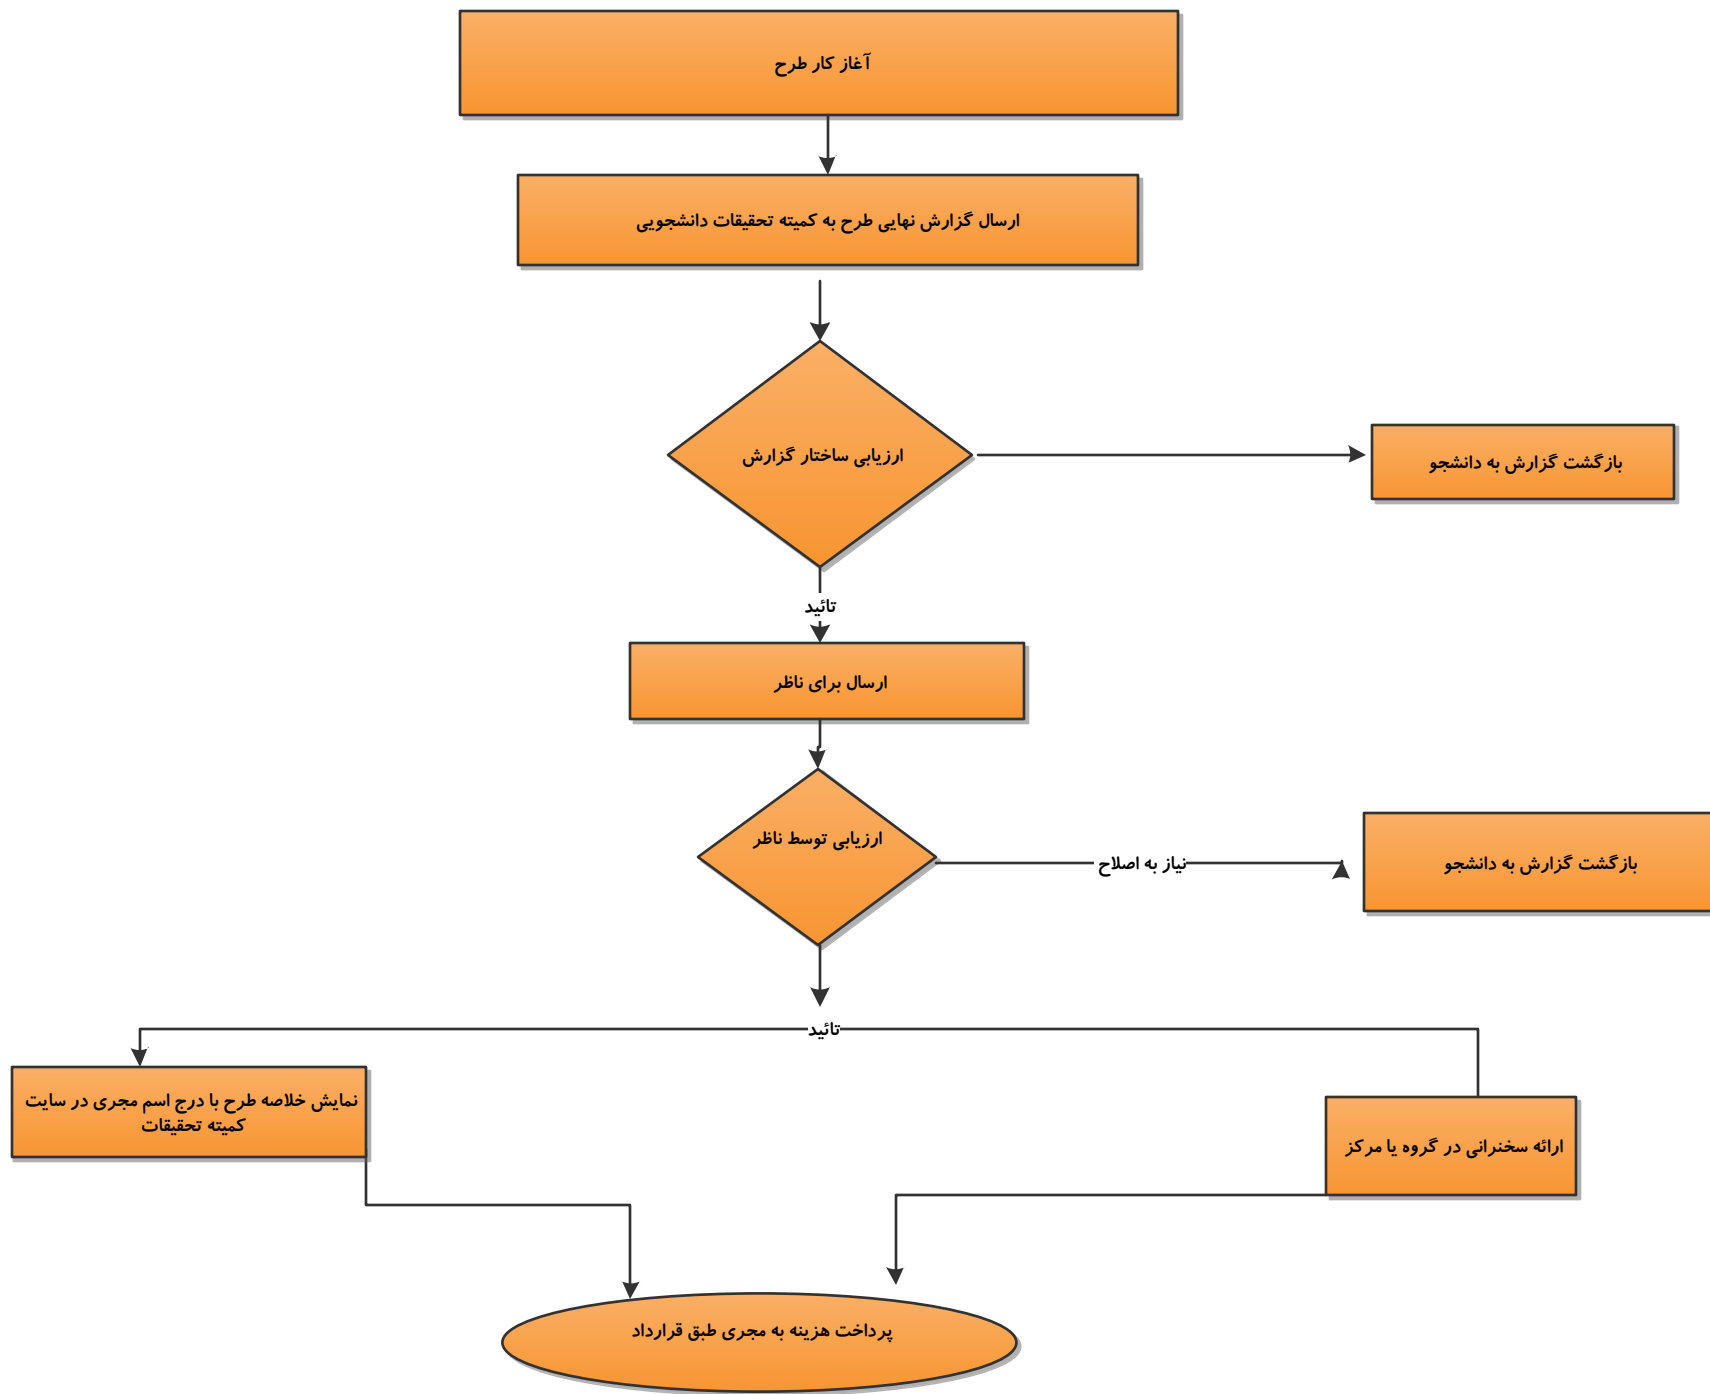 آغاز کار طرح
ارسال گزارش نهایی طرح به کمیته تحقیقات دانشجویی
ارزیابی ساختار گزارش
بازگشت گزارش به دانشجو
تائید
ارسال برای ناظر
ارزیابی توسط ناظر
نیاز به اصلاح
بازگشت گزارش به دانشجو
تائید
ارائه سخنرانی در گروه یا مرکز
نمایش خلاصه طرح با درج اسم مجری در سایت
کمیته تحقیقات
پرداخت هزینه به مجری طبق قرارداد